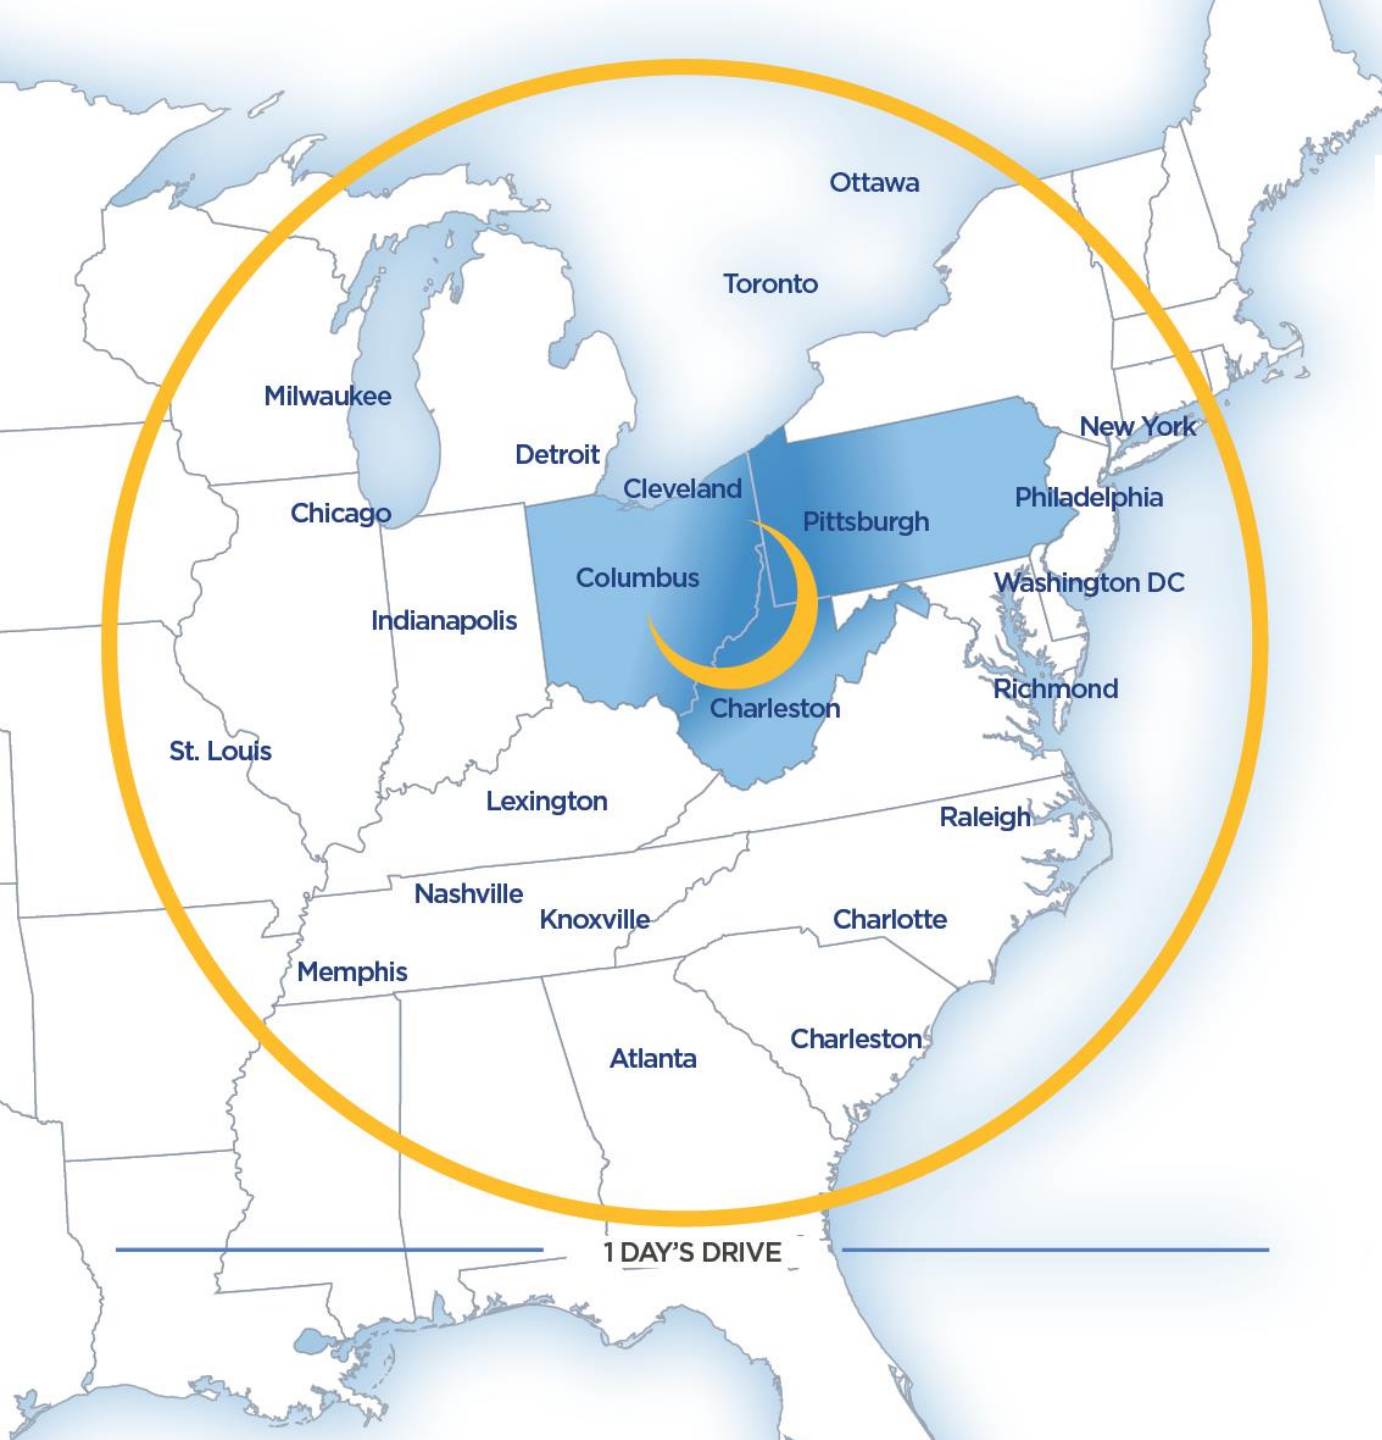 Ottawa
Toronto
Milwaukee
New York
Detroit
Cleveland
Philadelphia
Chicago
Pittsburgh
Columbus
Washington DC
Indianapolis
Richmond
Charleston
St. Louis
Lexington
Raleigh
Nashville
Knoxville
Charlotte
Memphis
Charleston
Atlanta
1 DAY'S DRIVE